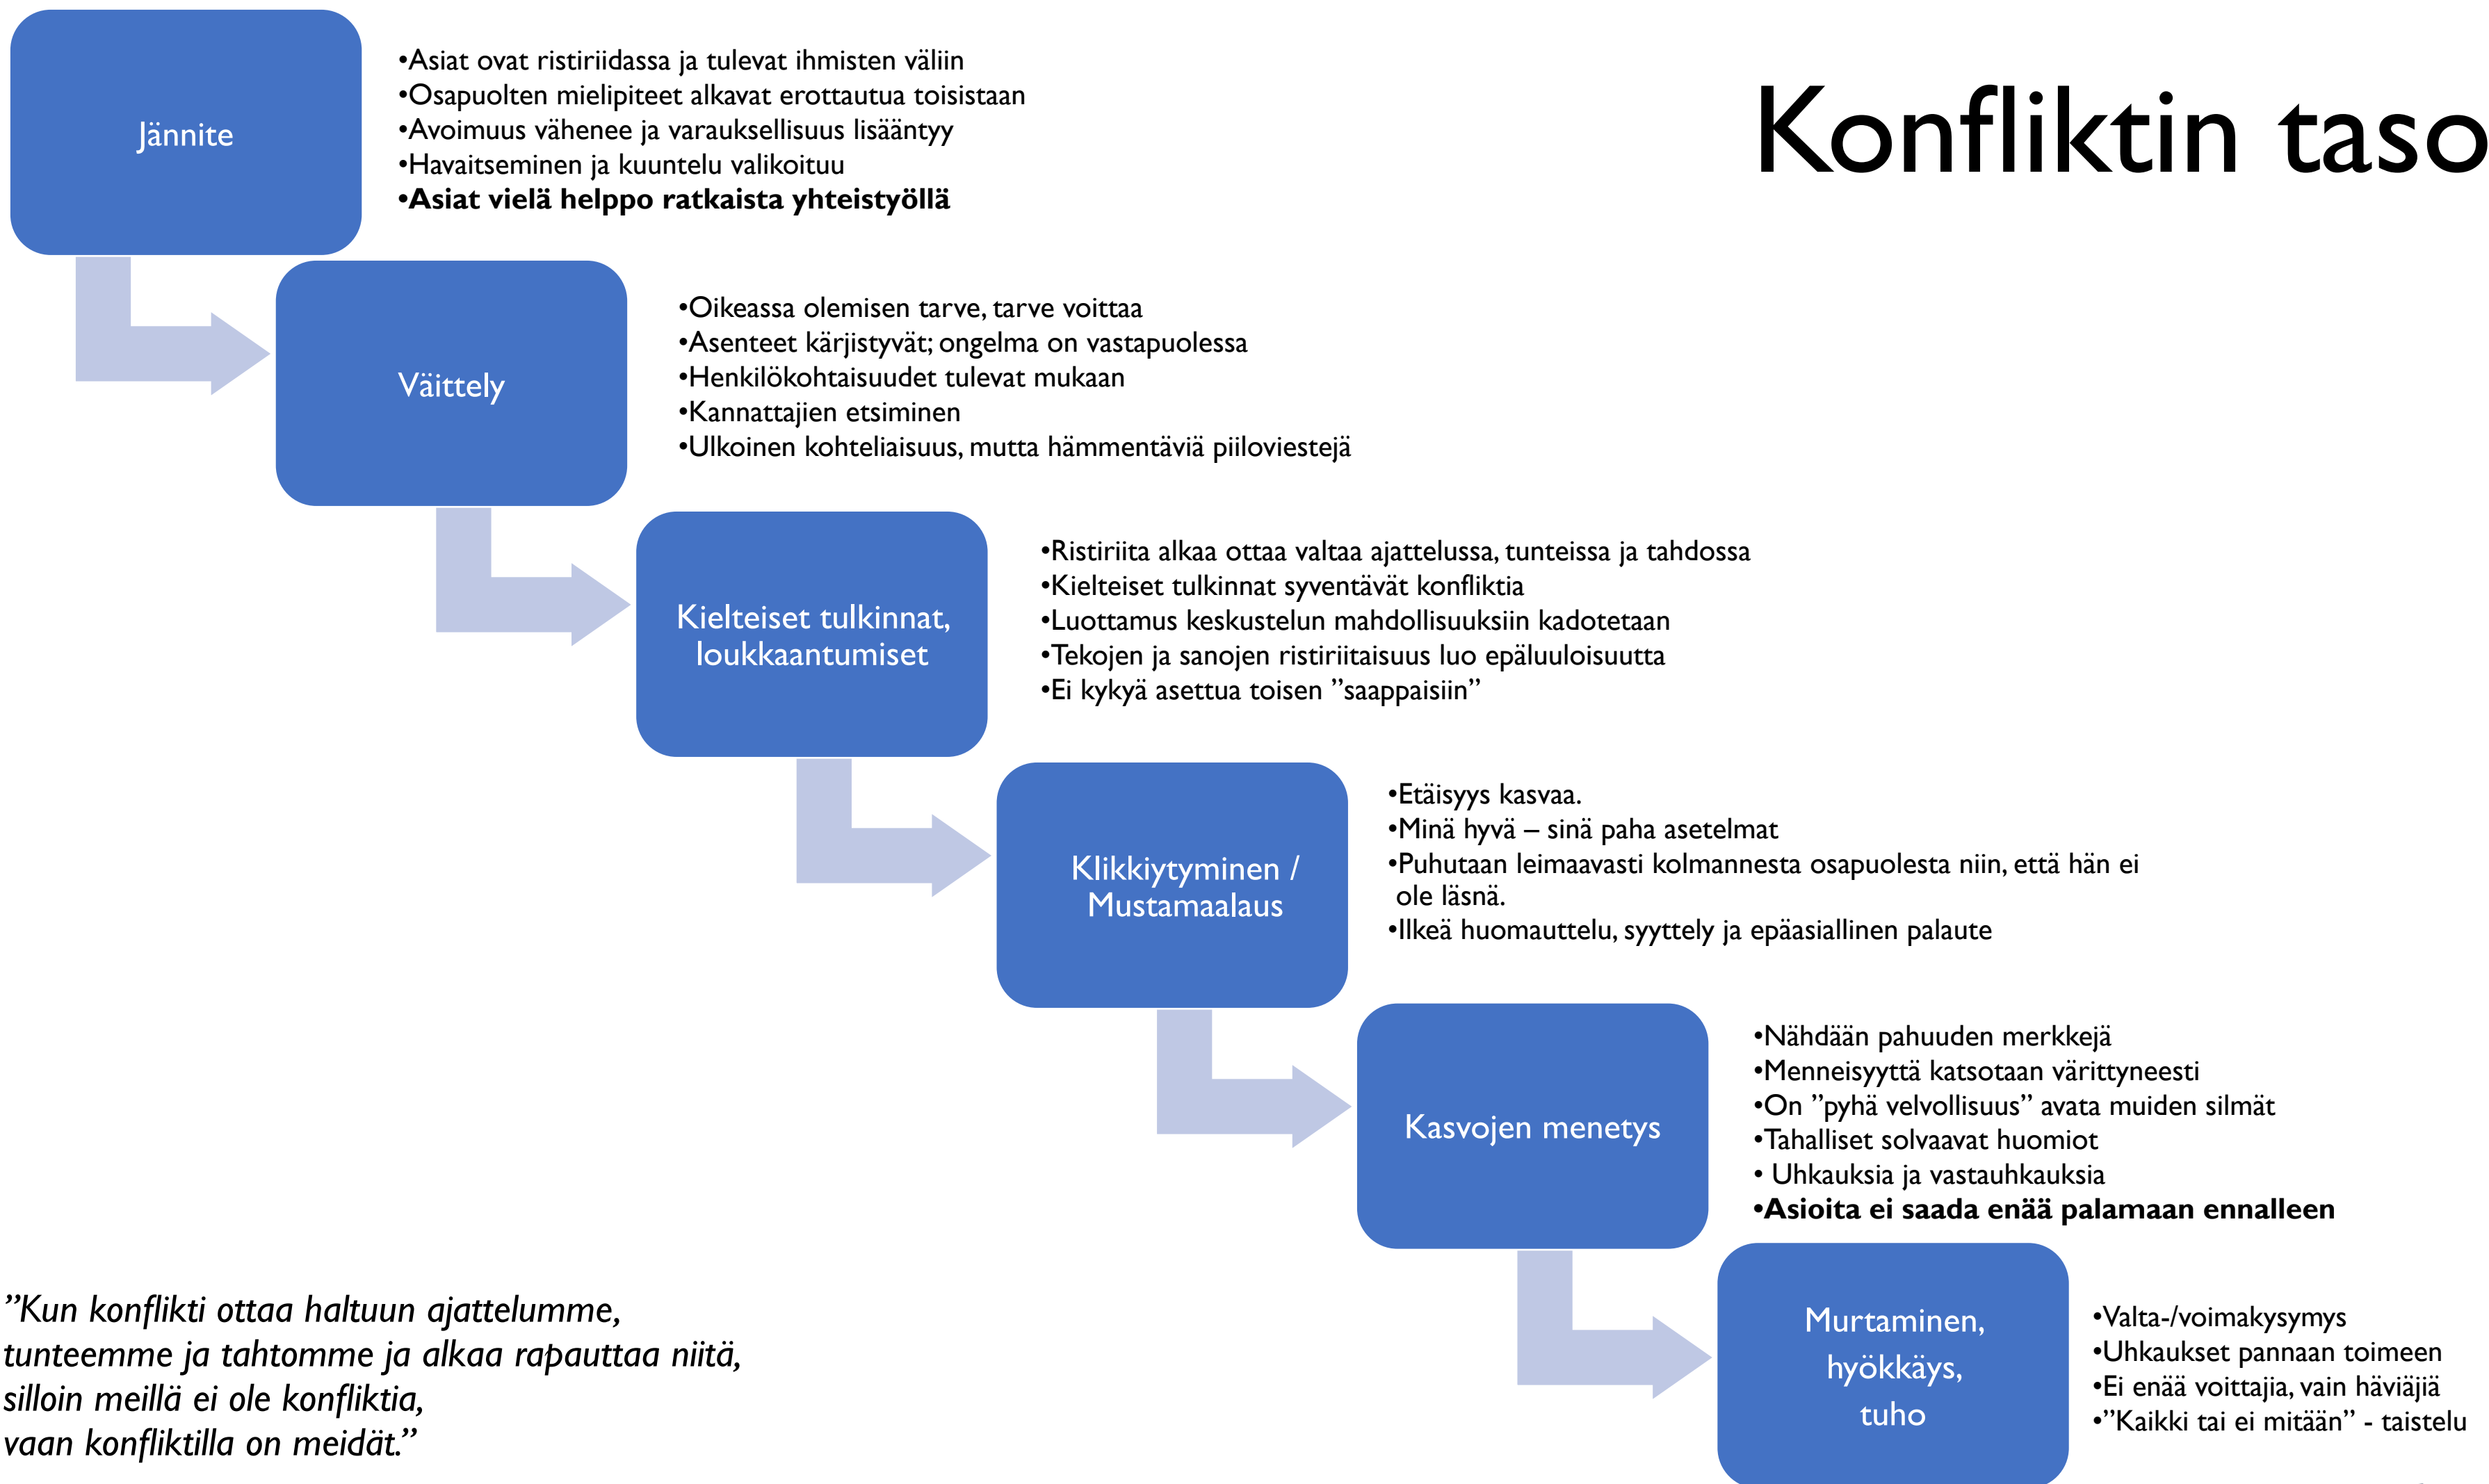 Konfliktin taso
Jännite
•Asiat ovat ristiriidassa ja tulevat ihmisten väliin
•Osapuolten mielipiteet alkavat erottautua toisistaan
•Avoimuus vähenee ja varauksellisuus lisääntyy
•Havaitseminen ja kuuntelu valikoituu
•Asiat vielä helppo ratkaista yhteistyöllä
Väittely
•Oikeassa olemisen tarve, tarve voittaa
•Asenteet kärjistyvät; ongelma on vastapuolessa
•Henkilökohtaisuudet tulevat mukaan
•Kannattajien etsiminen
•Ulkoinen kohteliaisuus, mutta hämmentäviä piiloviestejä
Kielteiset tulkinnat,
loukkaantumiset
•Ristiriita alkaa ottaa valtaa ajattelussa, tunteissa ja tahdossa
•Kielteiset tulkinnat syventävät konfliktia
•Luottamus keskustelun mahdollisuuksiin kadotetaan
•Tekojen ja sanojen ristiriitaisuus luo epäluuloisuutta
•Ei kykyä asettua toisen ”saappaisiin”
Klikkiytyminen /
Mustamaalaus
•Etäisyys kasvaa.
•Minä hyvä – sinä paha asetelmat
•Puhutaan leimaavasti kolmannesta osapuolesta niin, että hän ei
ole läsnä.
•Ilkeä huomauttelu, syyttely ja epäasiallinen palaute
Kasvojen menetys
•Nähdään pahuuden merkkejä
•Menneisyyttä katsotaan värittyneesti
•On ”pyhä velvollisuus” avata muiden silmät
•Tahalliset solvaavat huomiot
• Uhkauksia ja vastauhkauksia
•Asioita ei saada enää palamaan ennalleen
Murtaminen,
hyökkäys,
tuho
•Valta-/voimakysymys
•Uhkaukset pannaan toimeen
•Ei enää voittajia, vain häviäjiä
•”Kaikki tai ei mitään” - taistelu
”Kun konflikti ottaa haltuun ajattelumme,
tunteemme ja tahtomme ja alkaa rapauttaa niitä,
silloin meillä ei ole konfliktia,
vaan konfliktilla on meidät.”